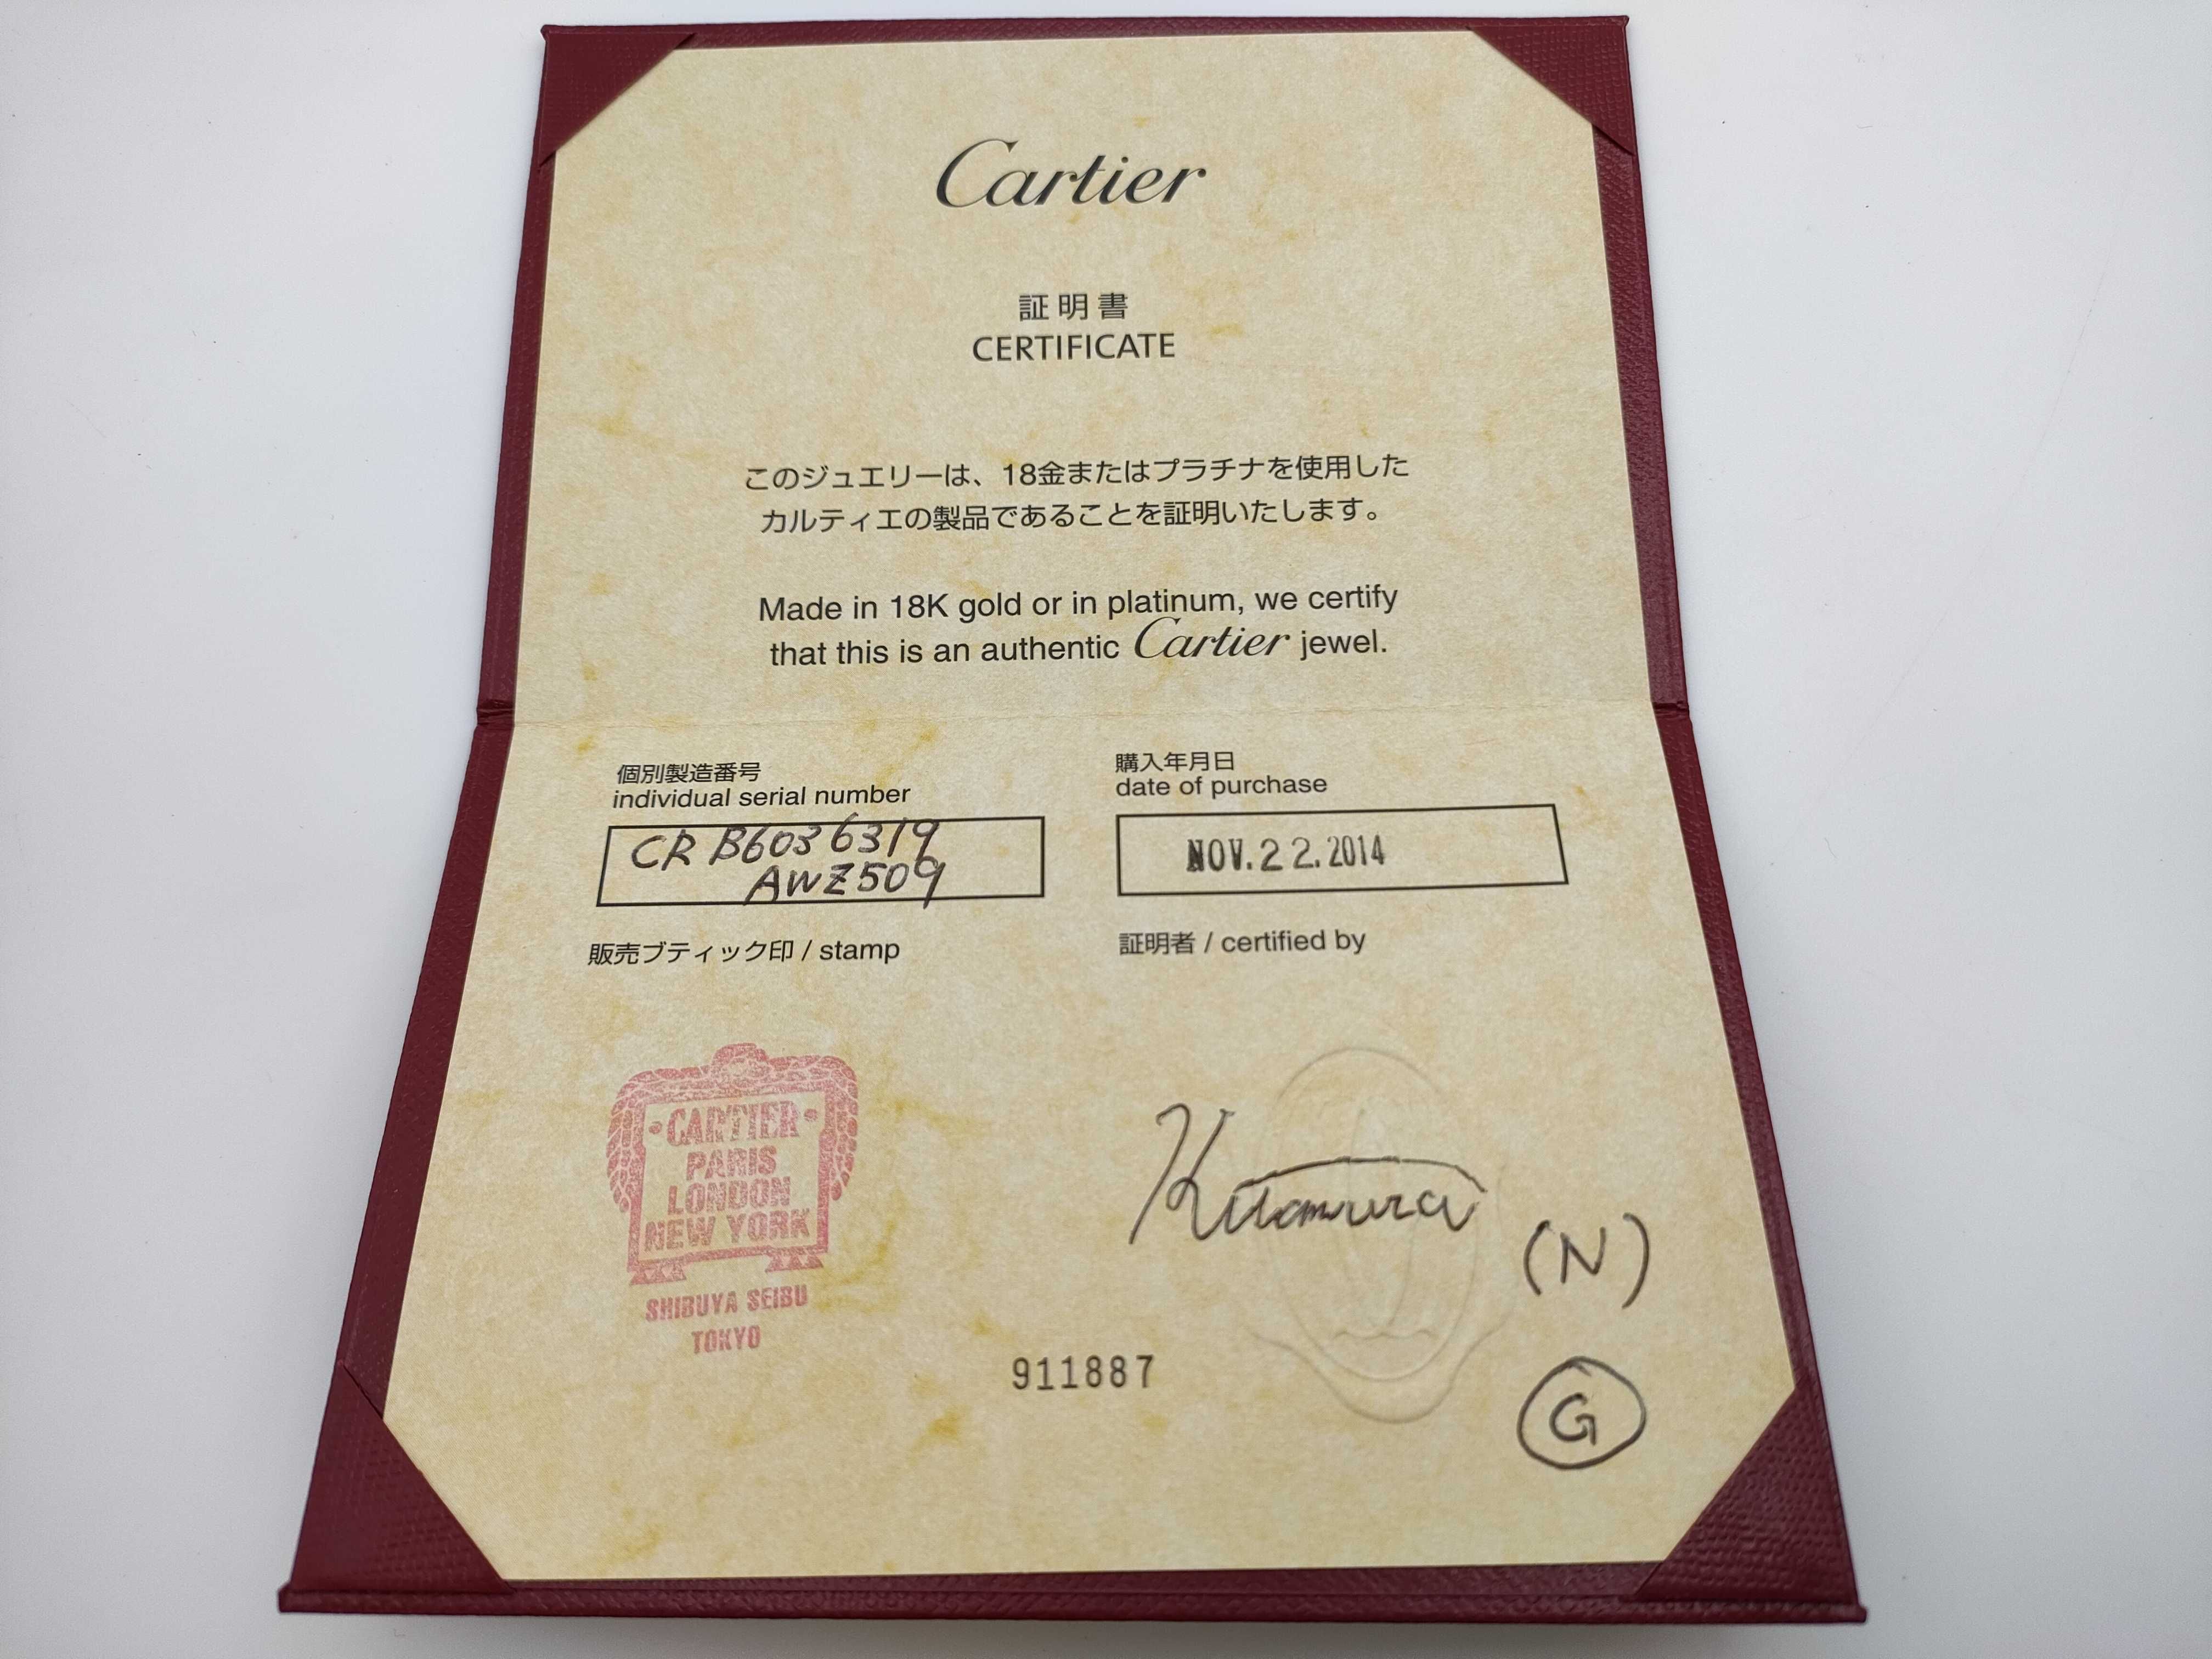 Cartier
証明書
CERTIFICATE
このジュエリーは、18金またはプラチナを使用した
カルティエの製品であることを証明いたします。
Made in 18K gold or in platinum, we certify
that this is an authentic Cartier jewel.
個別製造番号
individual serial number
CR B6036319
AWZ509
購入年月日
date of purchase
NOV.22.2014
販売ブティック印 / stamp
証明者 / certified by
CARTIER
PARIS
LONDON
NEW YORK
SHIBUYA SEIBU
TOKYO
Kitamura
(N)
911887
G